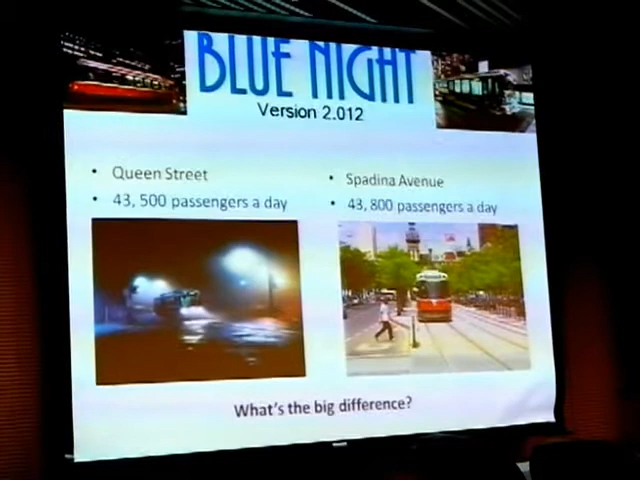 BLUE NIGHT
Version 2.012
• Queen Street
• 43, 500 passengers a day
• Spadina Avenue
• 43, 800 passengers a day
What's the big difference?